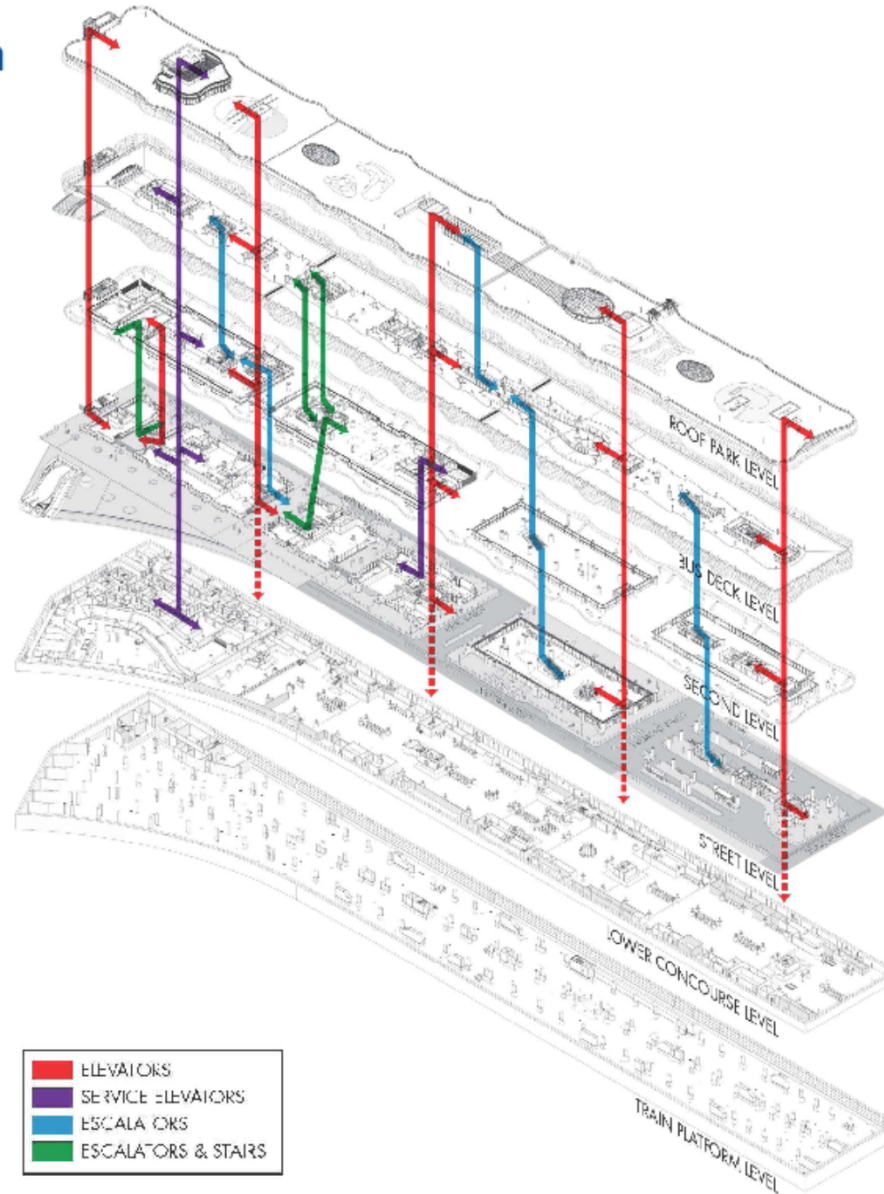 ROOF PARK LEVEL
BUS DECK LEVEL
SECOND LEVEL
STREET LEVEL
LOWER CONCOURSE LEVEL
TRAIN PLATFORM LEVEL
ELEVATORS
SERVICE ELEVATORS
ESCALATORS
ESCALATORS & STAIRS